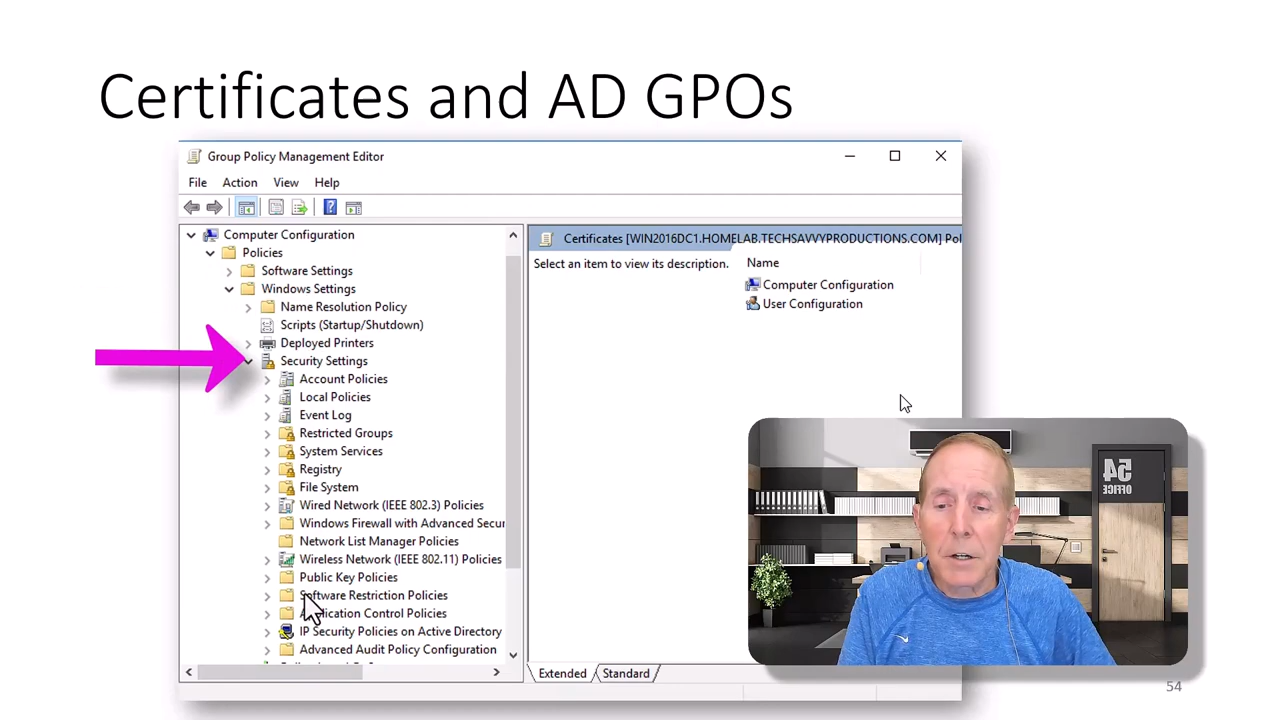 Certificates and AD GPOs
Group Policy Management Editor
File Action View Help
Computer Configuration
Policies
Software Settings
Windows Settings
Name Resolution Policy
Scripts (Startup/Shutdown)
Deployed Printers
Security Settings
Account Policies
Local Policies
Event Log
Restricted Groups
System Services
Registry
File System
Wired Network (IEEE 802.3) Policies
Windows Firewall with Advanced Secur
Network List Manager Policies
Wireless Network (IEEE 802.11) Policies
Public Key Policies
Software Restriction Policies
Application Control Policies
IP Security Policies on Active Directory
Advanced Audit Policy Configuration
Certificates [WIN2016DC1.HOMELAB.TECHSAVVYPRODUCTIONS.COM] Pol
Select an item to view its description.
Name
Computer Configuration
User Configuration
Extended Standard
54
OFFICE
54